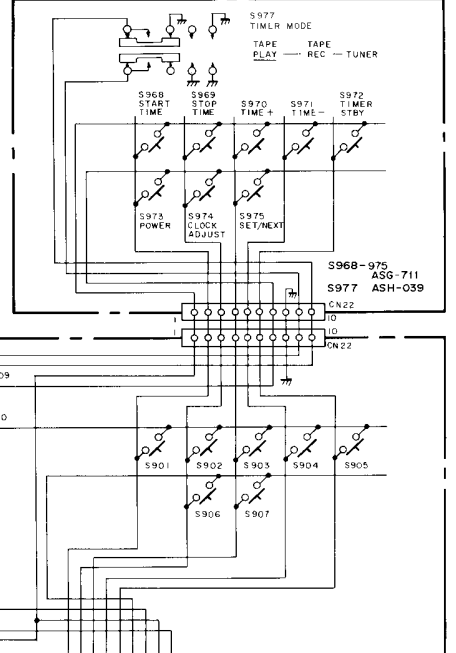 S977
TIMER MODE
TAPE TAPE
PLAY — REC — TUNER
S968 START TIME
S969 STOP TIME
S970 TIME+
S971 TIME-
S972 TIMER STBY
S973 POWER
S974 CLOCK ADJUST
S975 SET/NEXT
S968-975
ASG-711
S977 ASH-039
CN22
1 10
1 10
CN22
09
0
S901 S902 S903 S904 S905
S906 S907